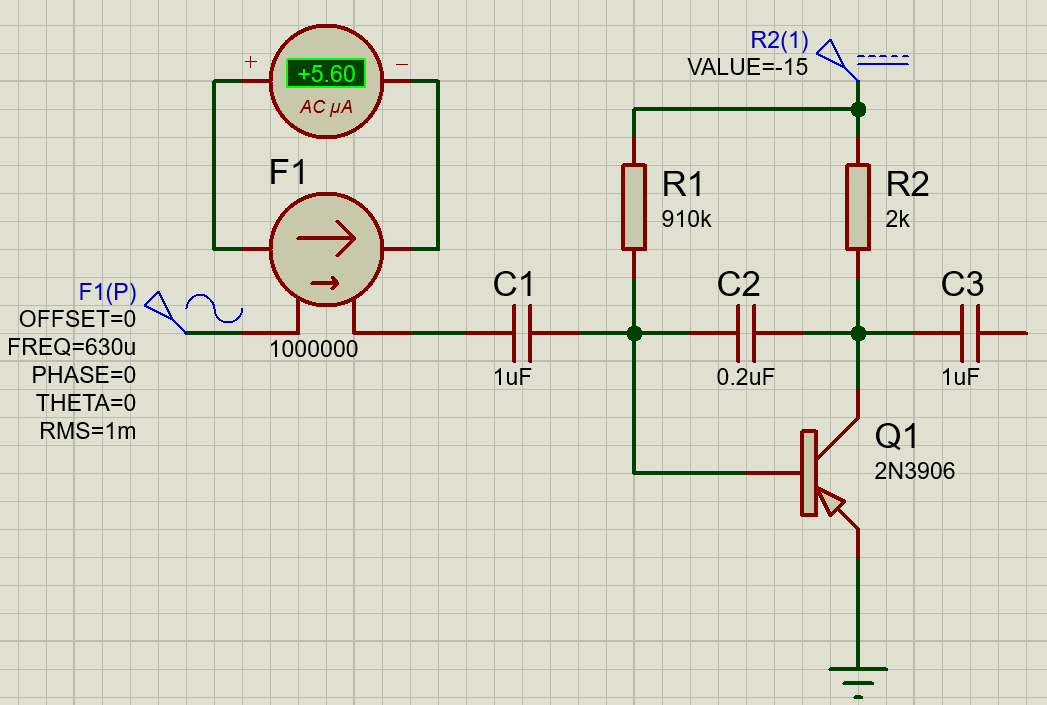 +5.60
AC µA
F1
1000000
F1(P)
OFFSET=0
FREQ=630u
PHASE=0
THETA=0
RMS=1m
C1
1uF
R2(1)
VALUE=-15
R1
910k
R2
2k
C2
0.2uF
C3
1uF
Q1
2N3906